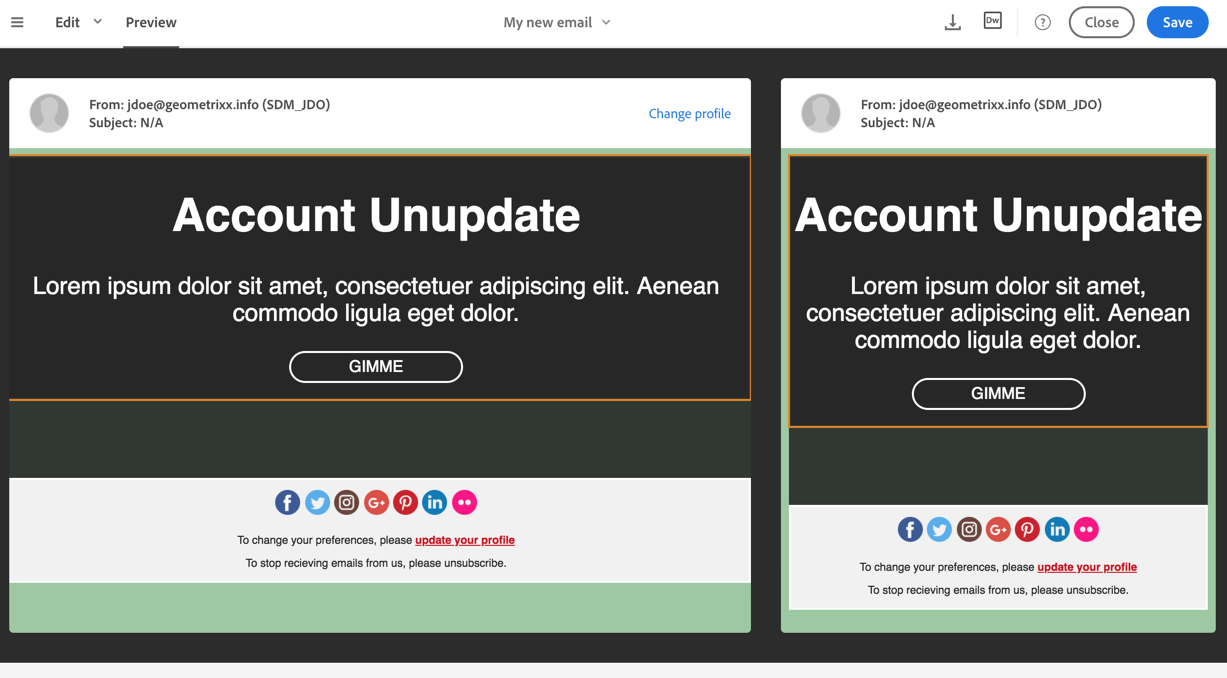 Edit
Preview
My new email
Dw
?
Close
Save
From: jdoe@geometrixx.info (SDM_JDO)
Subject: N/A
Change profile
Account Unupdate
Lorem ipsum dolor sit amet, consectetuer adipiscing elit. Aenean
commodo ligula eget dolor.
GIMME
f
G+
in
To change your preferences, please update your profile
To stop recieving emails from us, please unsubscribe.
From: jdoe@geometrixx.info (SDM_JDO)
Subject: N/A
Account Unupdate
Lorem ipsum dolor sit amet,
consectetuer adipiscing elit. Aenean
commodo ligula eget dolor.
GIMME
f
G+
in
To change your preferences, please update your profile
To stop recieving emails from us, please unsubscribe.